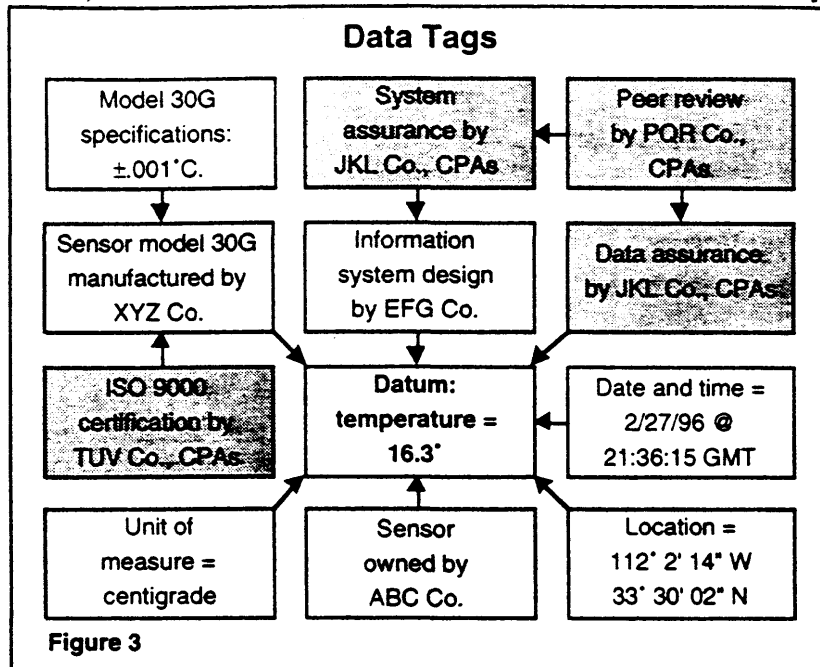 Data Tags
Model 30G
specifications:
±.001°C.
System
assurance by
JKL Co., CPAs
Peer review
by PQR Co.,
CPAs
Sensor model 30G
manufactured by
XYZ Co.
Information
system design
by EFG Co.
Data assurance
by JKL Co., CPAs
ISO 9000
certification by
TUV Co., CPAs
Datum:
temperature =
16.3°
Date and time =
2/27/96 @
21:36:15 GMT
Unit of
measure =
centigrade
Sensor
owned by
ABC Co.
Location =
112° 2' 14" W
33° 30' 02" N
Figure 3